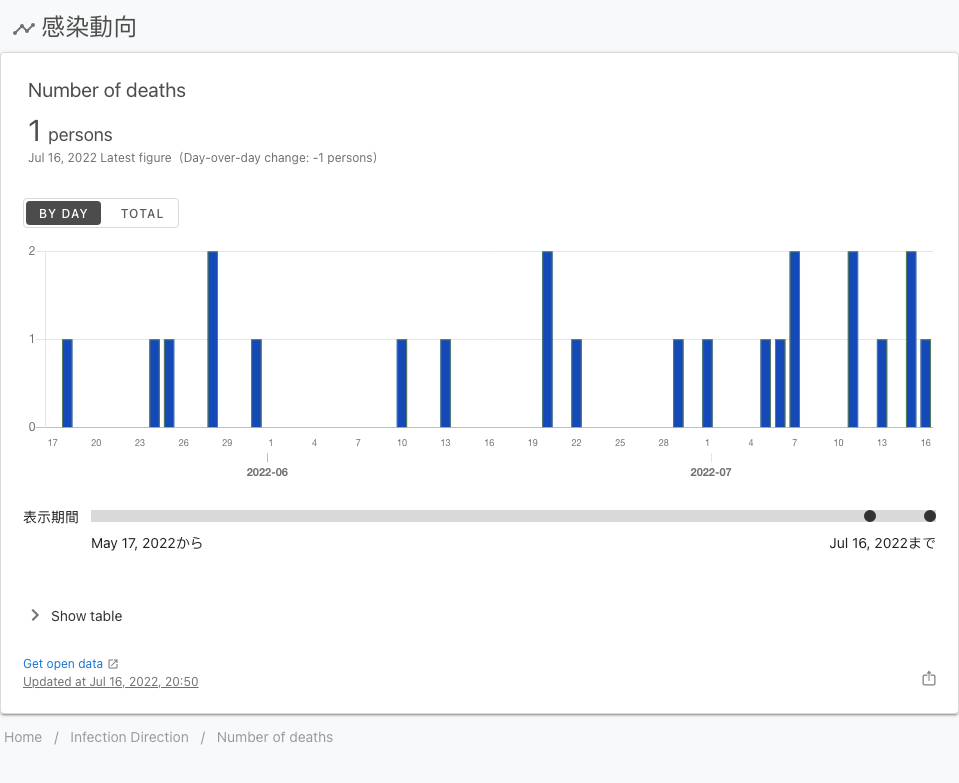 感染動向
Number of deaths
1 persons
Jul 16, 2022 Latest figure (Day-over-day change: -1 persons)
BY DAY TOTAL
2
1
0
17 20 23 26 29 1 4 7 10 13 16 19 22 25 28 1 4 7 10 13 16
2022-06 2022-07
表示期間
May 17, 2022から Jul 16, 2022まで
Show table
Get open data
Updated at Jul 16, 2022, 20:50
Home / Infection Direction / Number of deaths